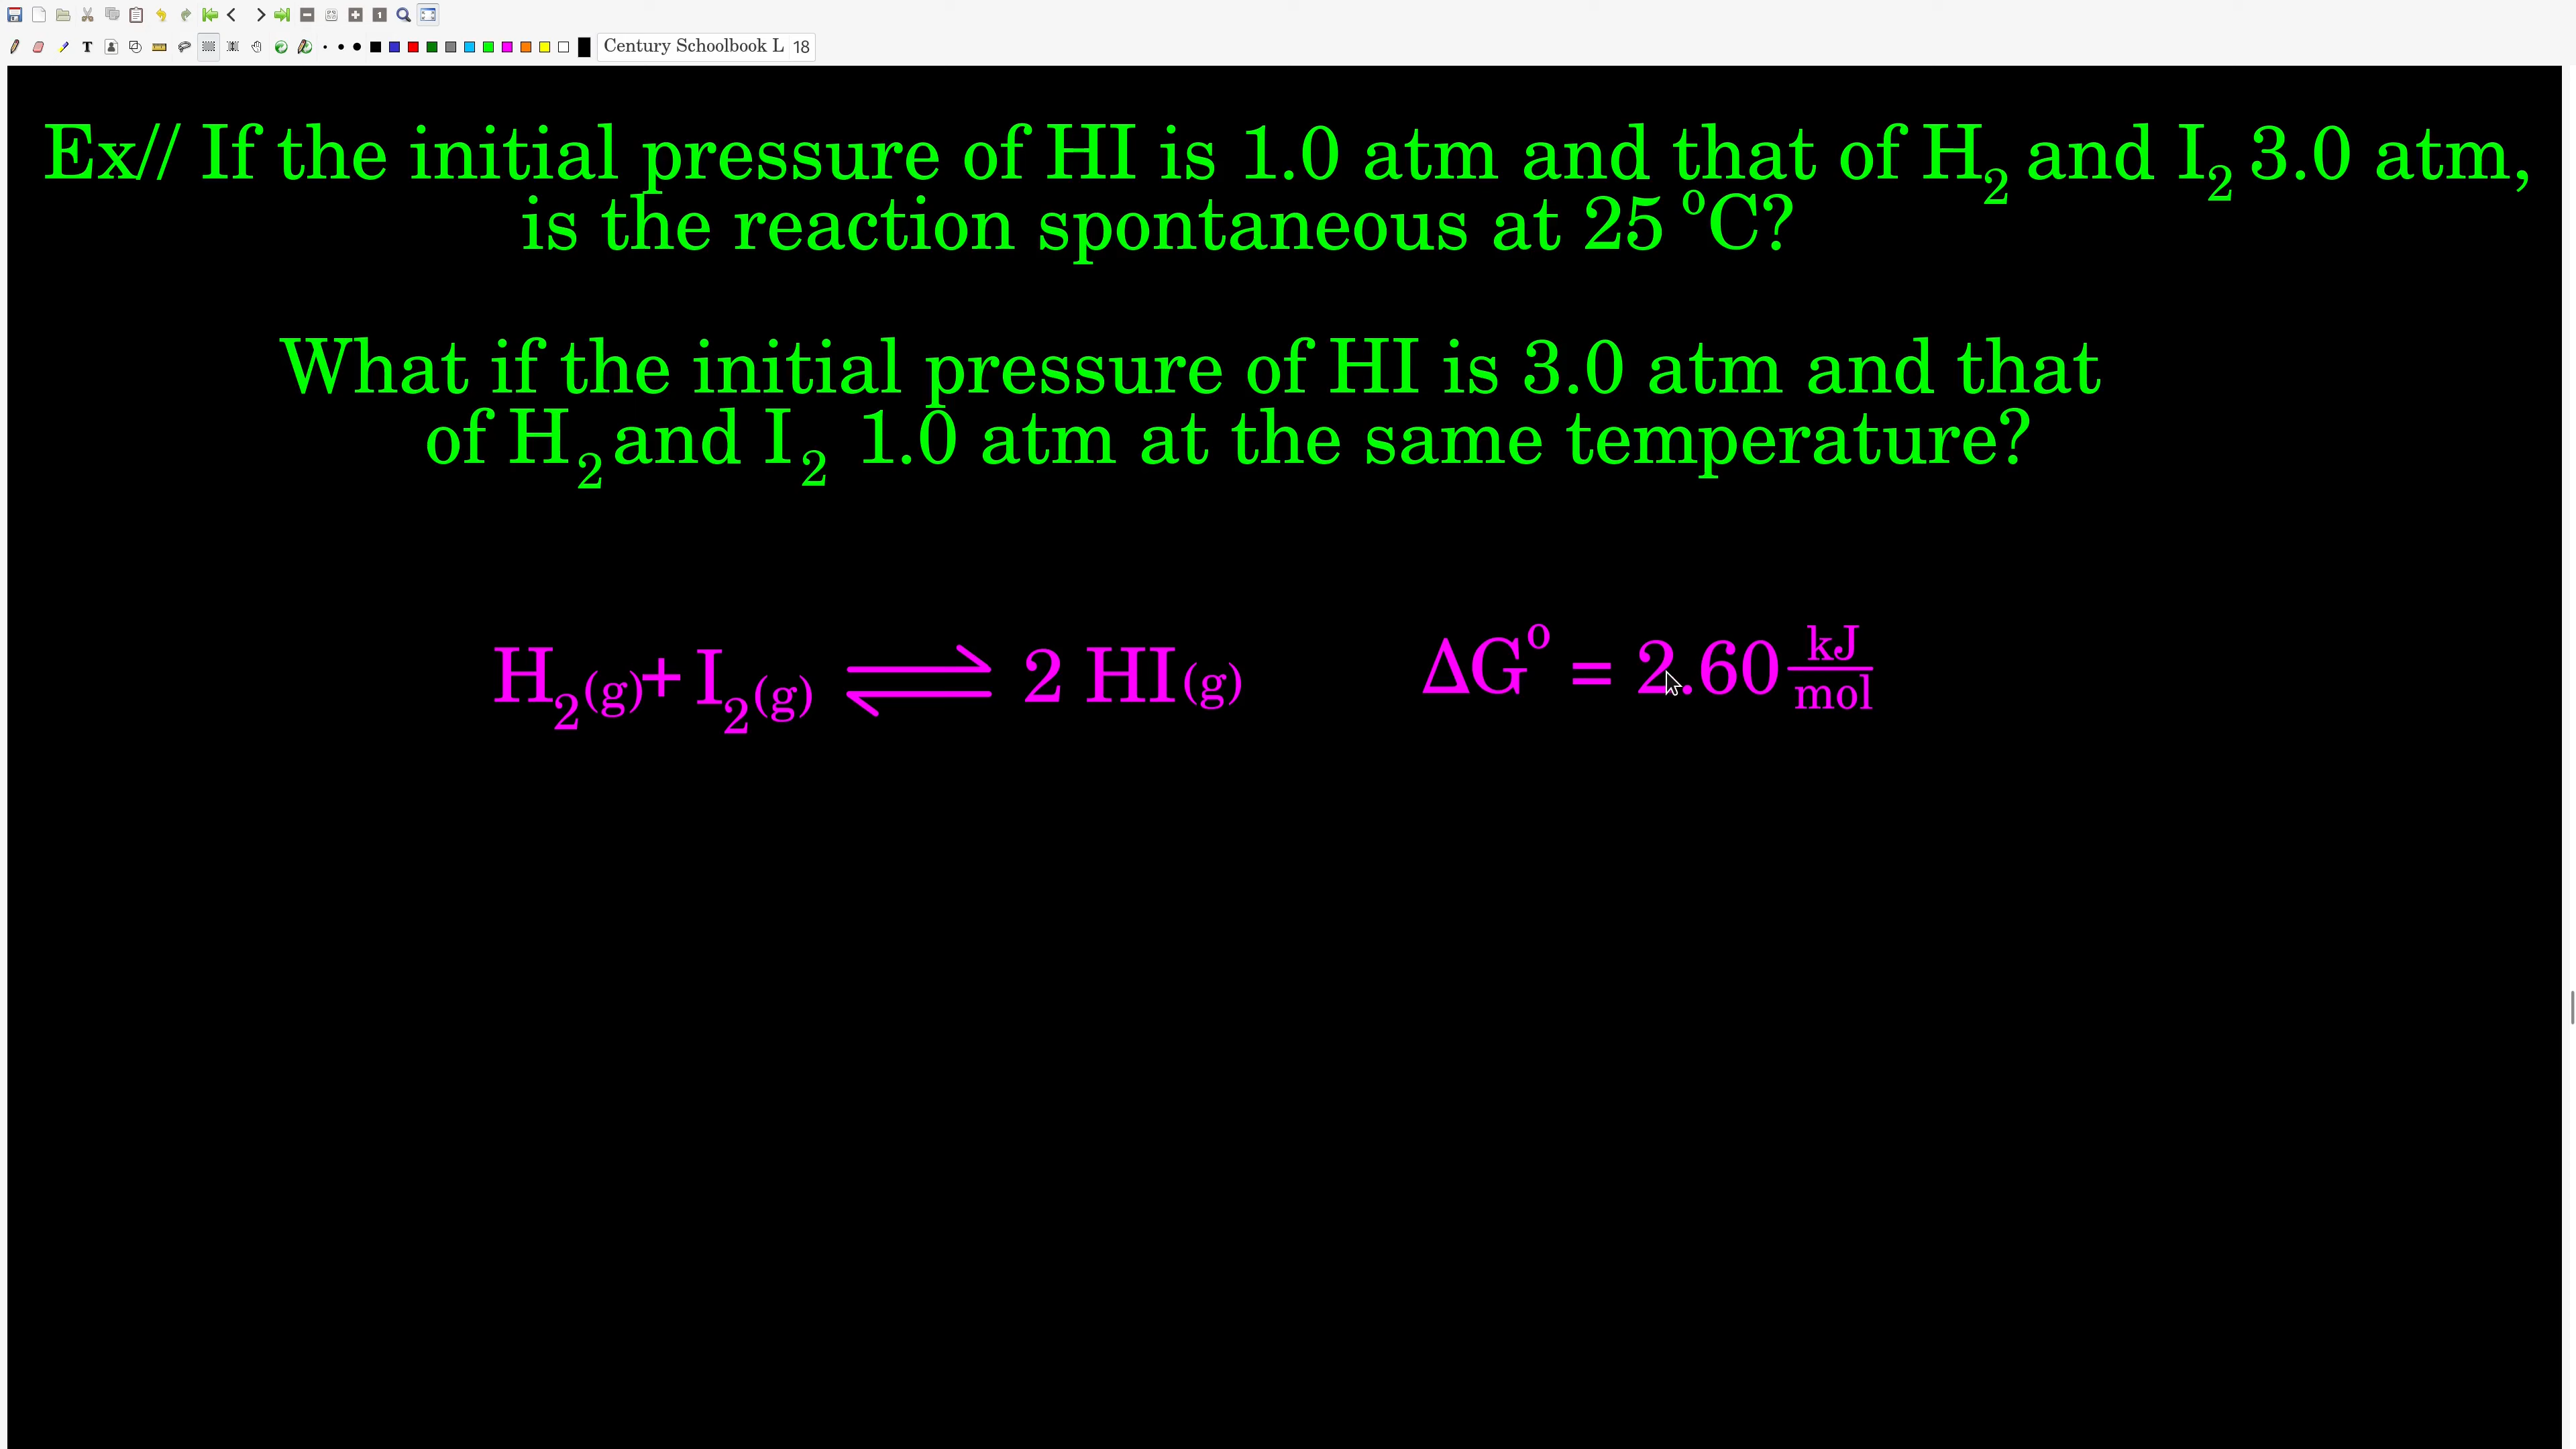 Century Schoolbook L 18
Ex// If the initial pressure of HI is 1.0 atm and that of H₂ and I₂ 3.0 atm,
is the reaction spontaneous at 25 ºC?
What if the initial pressure of HI is 3.0 atm and that
of H₂ and I₂ 1.0 atm at the same temperature?
H₂(g) + I₂(g) ⇌ 2 HI(g) ΔGº = 2.60 kJ/mol